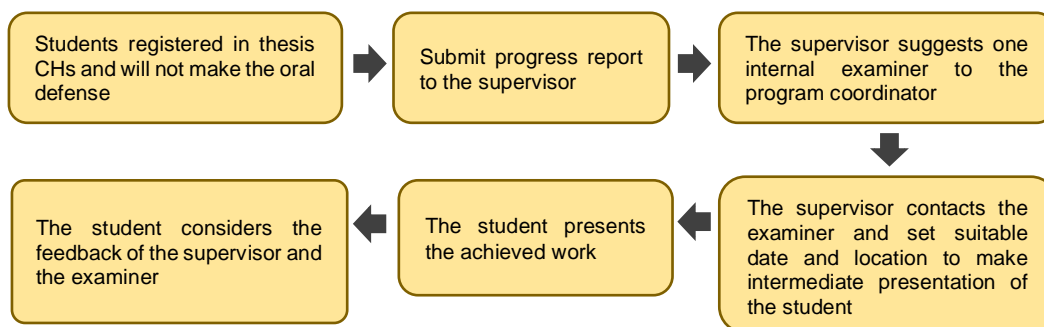 Students registered in thesis
CHs and will not make the oral
defense
Submit progress report
to the supervisor
The supervisor suggests one
internal examiner to the
program coordinator
The supervisor contacts the
examiner and set suitable
date and location to make
intermediate presentation of
the student
The student presents
the achieved work
The student considers the
feedback of the supervisor and
the examiner